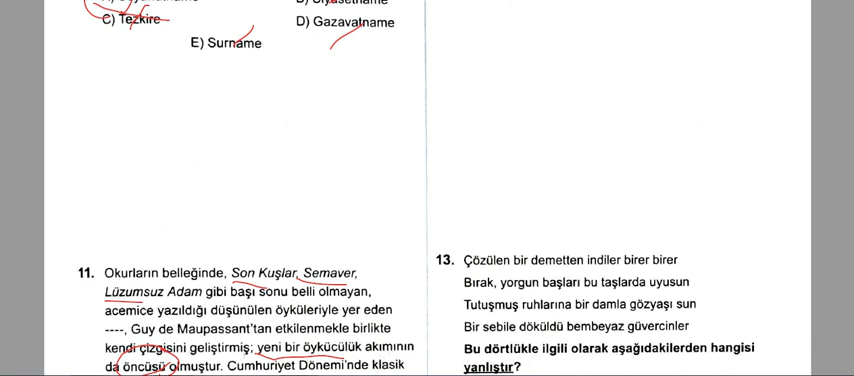 C) Tezkire
D) Gazavatname
E) Surname
11. Okurların belleğinde, Son Kuşlar, Semaver,
Lüzumsuz Adam gibi başı sonu belli olmayan,
acemice yazıldığı düşünülen öyküleriyle yer eden
----, Guy de Maupassant'tan etkilenmekle birlikte
kendi çizgisini geliştirmiş; yeni bir öykücülük akımının
da öncüsü olmuştur. Cumhuriyet Dönemi'nde klasik
13. Çözülen bir demetten indiler birer birer
Bırak, yorgun başları bu taşlarda uyusun
Tutuşmuş ruhlarına bir damla gözyaşı sun
Bir sebile döküldü bembeyaz güvercinler
Bu dörtlükle ilgili olarak aşağıdakilerden hangisi
yanlıştır?